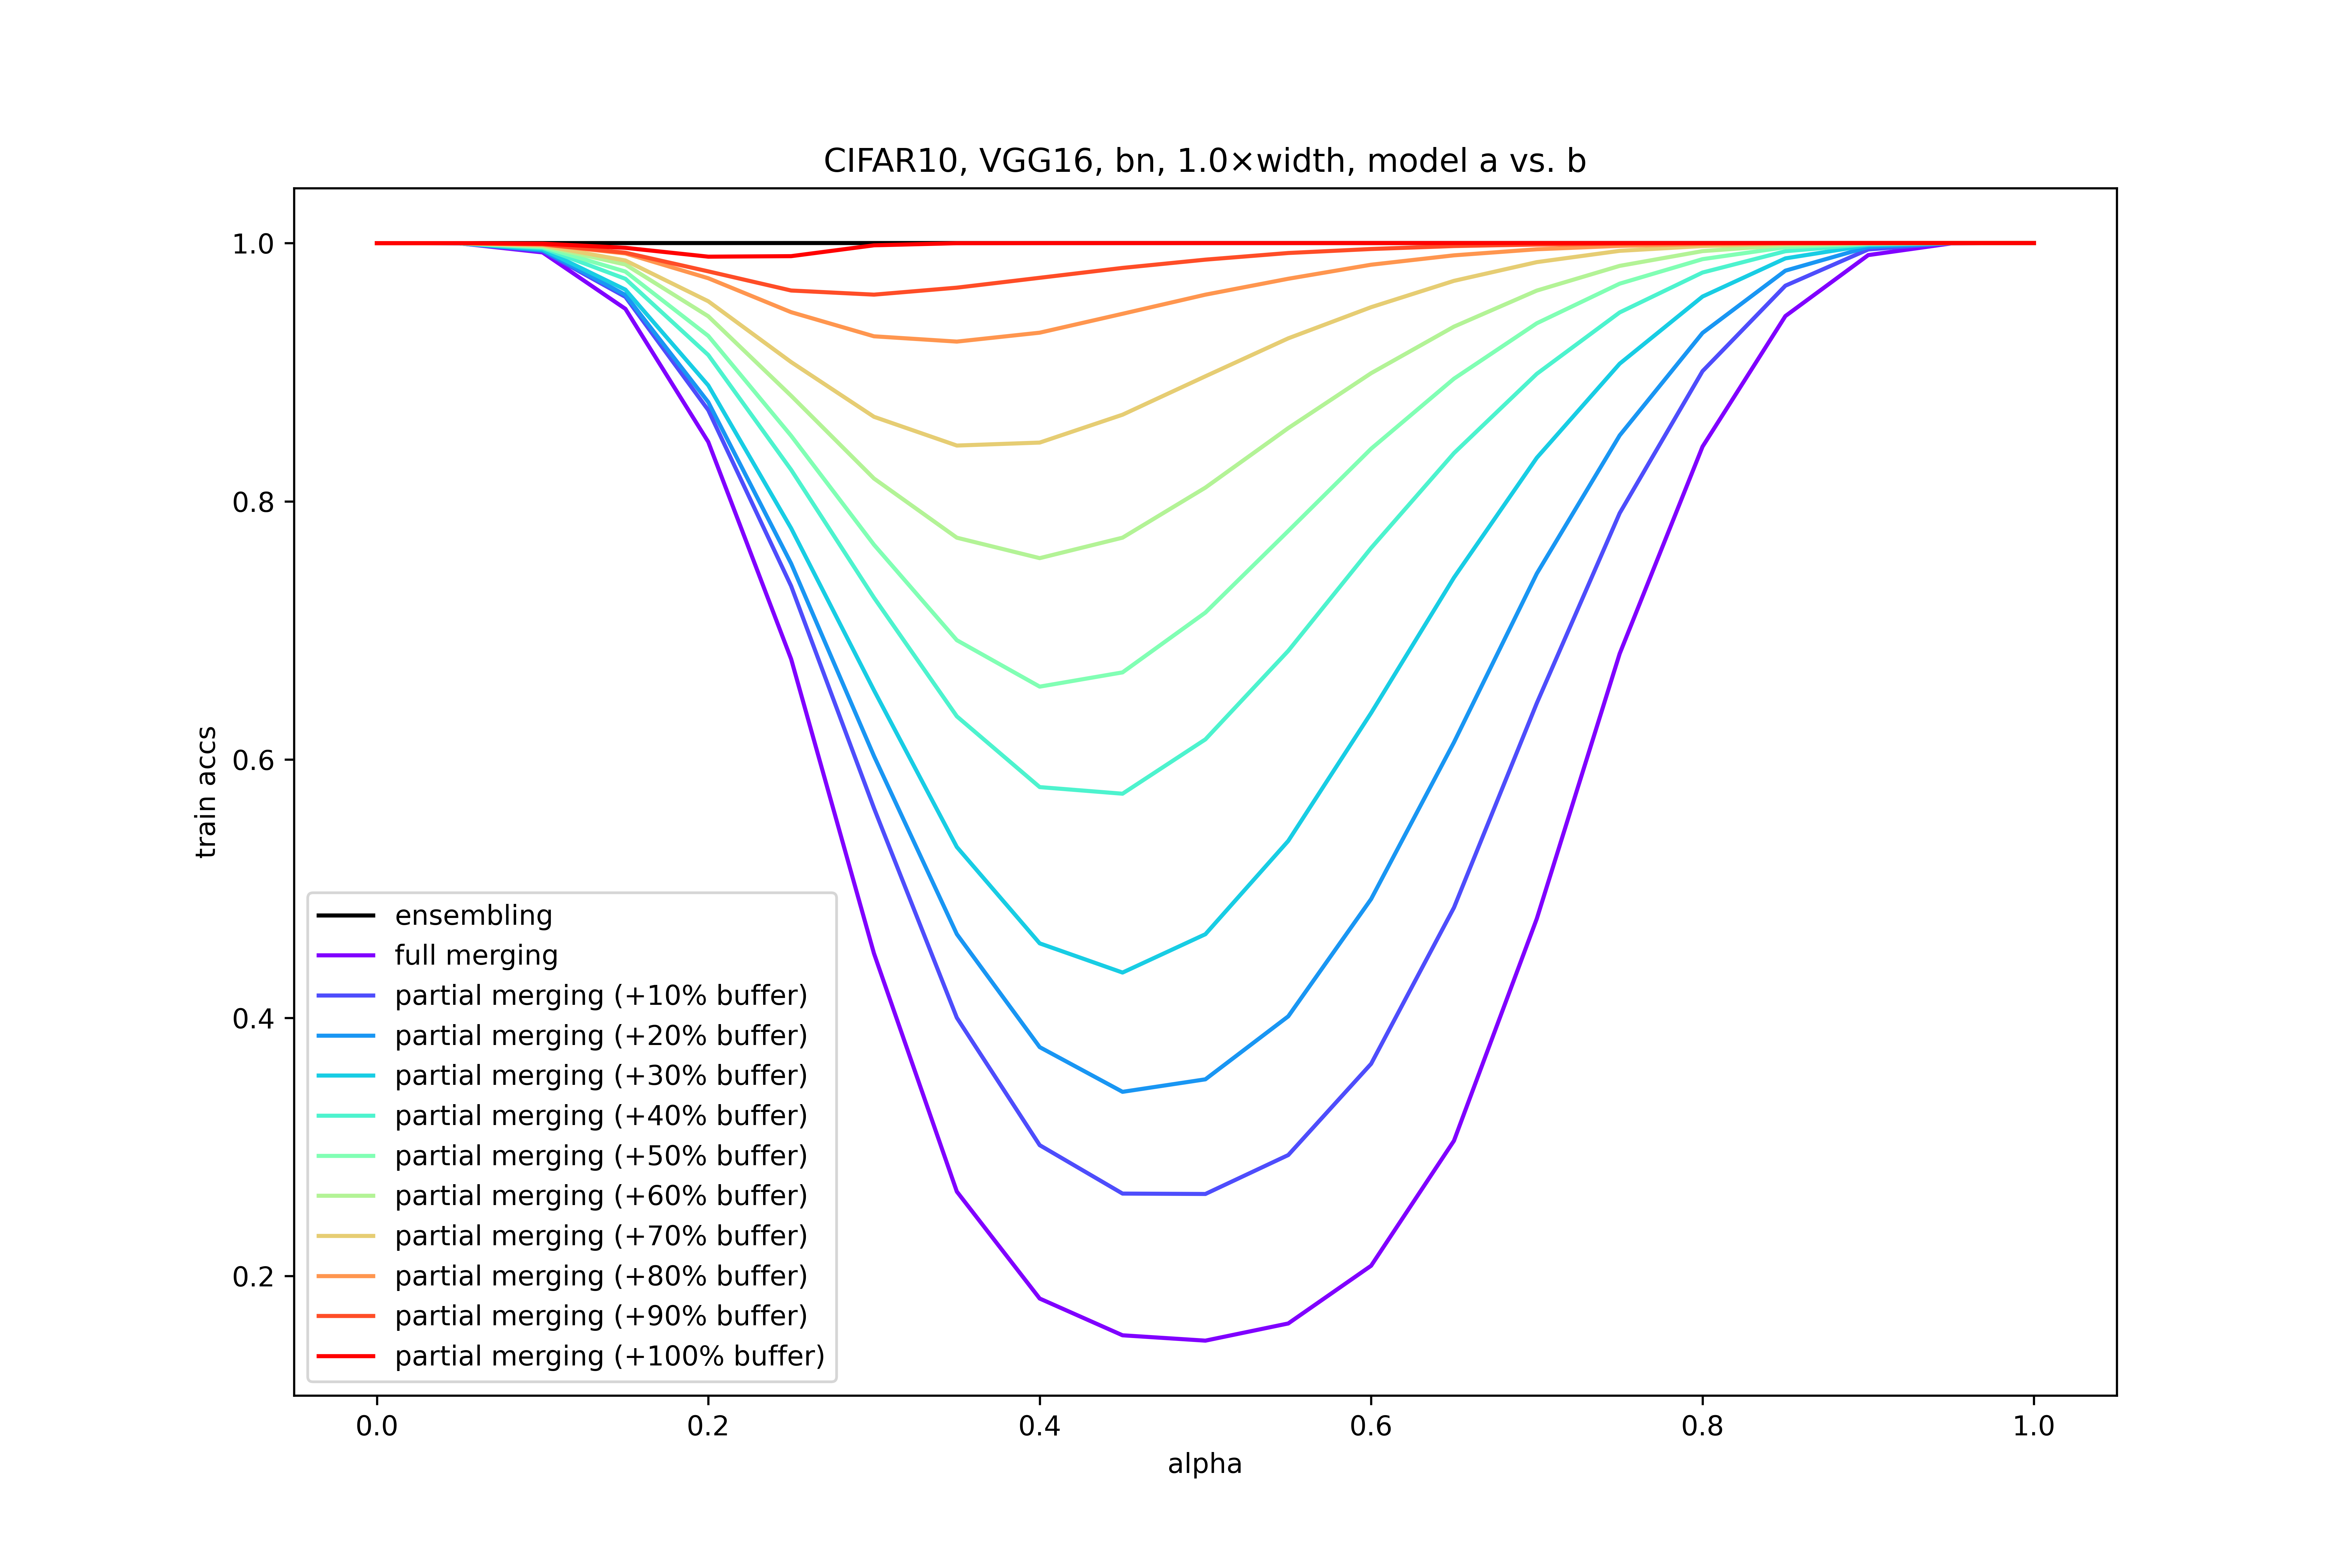 CIFAR10, VGG16, bn, 1.0×width, model a vs. b
1.0
0.8
0.6
0.4
0.2
train accs
ensembling
full merging
partial merging (+10% buffer)
partial merging (+20% buffer)
partial merging (+30% buffer)
partial merging (+40% buffer)
partial merging (+50% buffer)
partial merging (+60% buffer)
partial merging (+70% buffer)
partial merging (+80% buffer)
partial merging (+90% buffer)
partial merging (+100% buffer)
0.0 0.2 0.4 0.6 0.8 1.0
alpha